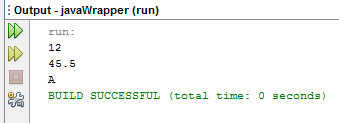 Output - javaWrapper (run)
run:
12
45.5
A
BUILD SUCCESSFUL (total time: 0 seconds)